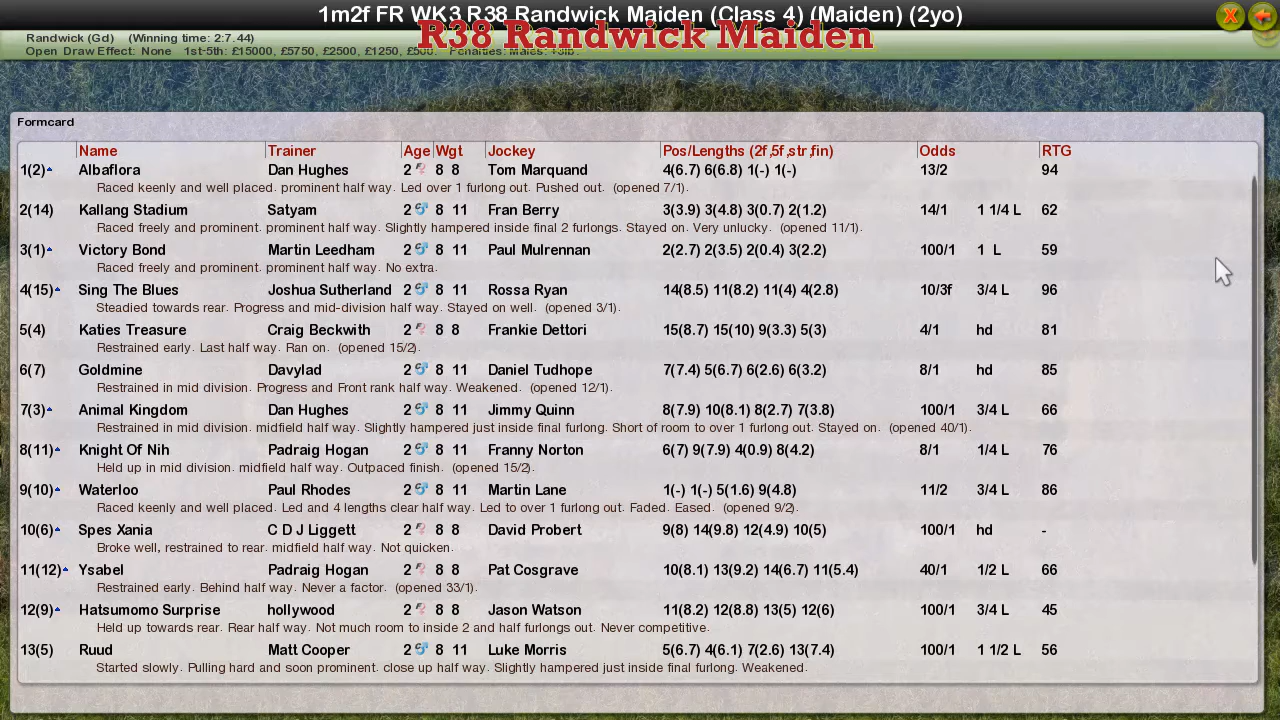 1m2f FR WK3 R38 Randwick Maiden (Class 4) (Maiden) (2yo)
R38 Randwick Maiden
Randwick (Gd) (Winning time: 2:7.44)
Open Draw Effect: None 1st-5th: £15000, £5750, £2500, £1250, £500. Penalties: Males: +3lb.
Formcard
Name Trainer Age Wgt Jockey Pos/Lengths (2f,5f,str,fin) Odds RTG
1(2) Albaflora Dan Hughes 2 8 8 Tom Marquand 4(6.7) 6(6.8) 1(-) 1(-) 13/2 94
Raced keenly and well placed. prominent half way. Led over 1 furlong out. Pushed out. (opened 7/1).
2(14) Kallang Stadium Satyam 2 8 11 Fran Berry 3(3.9) 3(4.8) 3(0.7) 2(1.2) 14/1 1 1/4 L 62
Raced freely and prominent. prominent half way. Slightly hampered inside final 2 furlongs. Stayed on. Very unlucky. (opened 11/1).
3(1) Victory Bond Martin Leedham 2 8 11 Paul Mulrennan 2(2.7) 2(3.5) 2(0.4) 3(2.2) 100/1 1 L 59
Raced freely and prominent. prominent half way. No extra.
4(15) Sing The Blues Joshua Sutherland 2 8 11 Rossa Ryan 14(8.5) 11(8.2) 11(4) 4(2.8) 10/3f 3/4 L 96
Steadied towards rear. Progress and mid-division half way. Stayed on well. (opened 3/1).
5(4) Katies Treasure Craig Beckwith 2 8 8 Frankie Dettori 15(8.7) 15(10) 9(3.3) 5(3) 4/1 hd 81
Restrained early. Last half way. Ran on. (opened 15/2).
6(7) Goldmine Davylad 2 8 11 Daniel Tudhope 7(7.4) 5(6.7) 6(2.6) 6(3.2) 8/1 hd 85
Restrained in mid division. Progress and Front rank half way. Weakened. (opened 12/1).
7(3) Animal Kingdom Dan Hughes 2 8 11 Jimmy Quinn 8(7.9) 10(8.1) 8(2.7) 7(3.8) 100/1 3/4 L 66
Restrained in mid division. midfield half way. Slightly hampered just inside final furlong. Short of room to over 1 furlong out. Stayed on. (opened 40/1).
8(11) Knight Of Nih Padraig Hogan 2 8 11 Franny Norton 6(7) 9(7.9) 4(0.9) 8(4.2) 8/1 1/4 L 76
Held up in mid division. midfield half way. Outpaced finish. (opened 15/2).
9(10) Waterloo Paul Rhodes 2 8 11 Martin Lane 1(-) 1(-) 5(1.6) 9(4.8) 11/2 3/4 L 86
Raced keenly and well placed. Led and 4 lengths clear half way. Led to over 1 furlong out. Faded. Eased. (opened 9/2).
10(6) Spes Xania C D J Liggett 2 8 8 David Probert 9(8) 14(9.8) 12(4.9) 10(5) 100/1 hd -
Broke well, restrained to rear. midfield half way. Not quicken.
11(12) Ysabel Padraig Hogan 2 8 8 Pat Cosgrave 10(8.1) 13(9.2) 14(6.7) 11(5.4) 40/1 1/2 L 66
Restrained early. Behind half way. Never a factor. (opened 33/1).
12(9) Hatsumomo Surprise hollywood 2 8 8 Jason Watson 11(8.2) 12(8.8) 13(5) 12(6) 100/1 3/4 L 45
Held up towards rear. Rear half way. Not much room to inside 2 and half furlongs out. Never competitive.
13(5) Ruud Matt Cooper 2 8 11 Luke Morris 5(6.7) 4(6.1) 7(2.6) 13(7.4) 100/1 1 1/2 L 56
Started slowly. Pulling hard and soon prominent. close up half way. Slightly hampered just inside final furlong. Weakened.